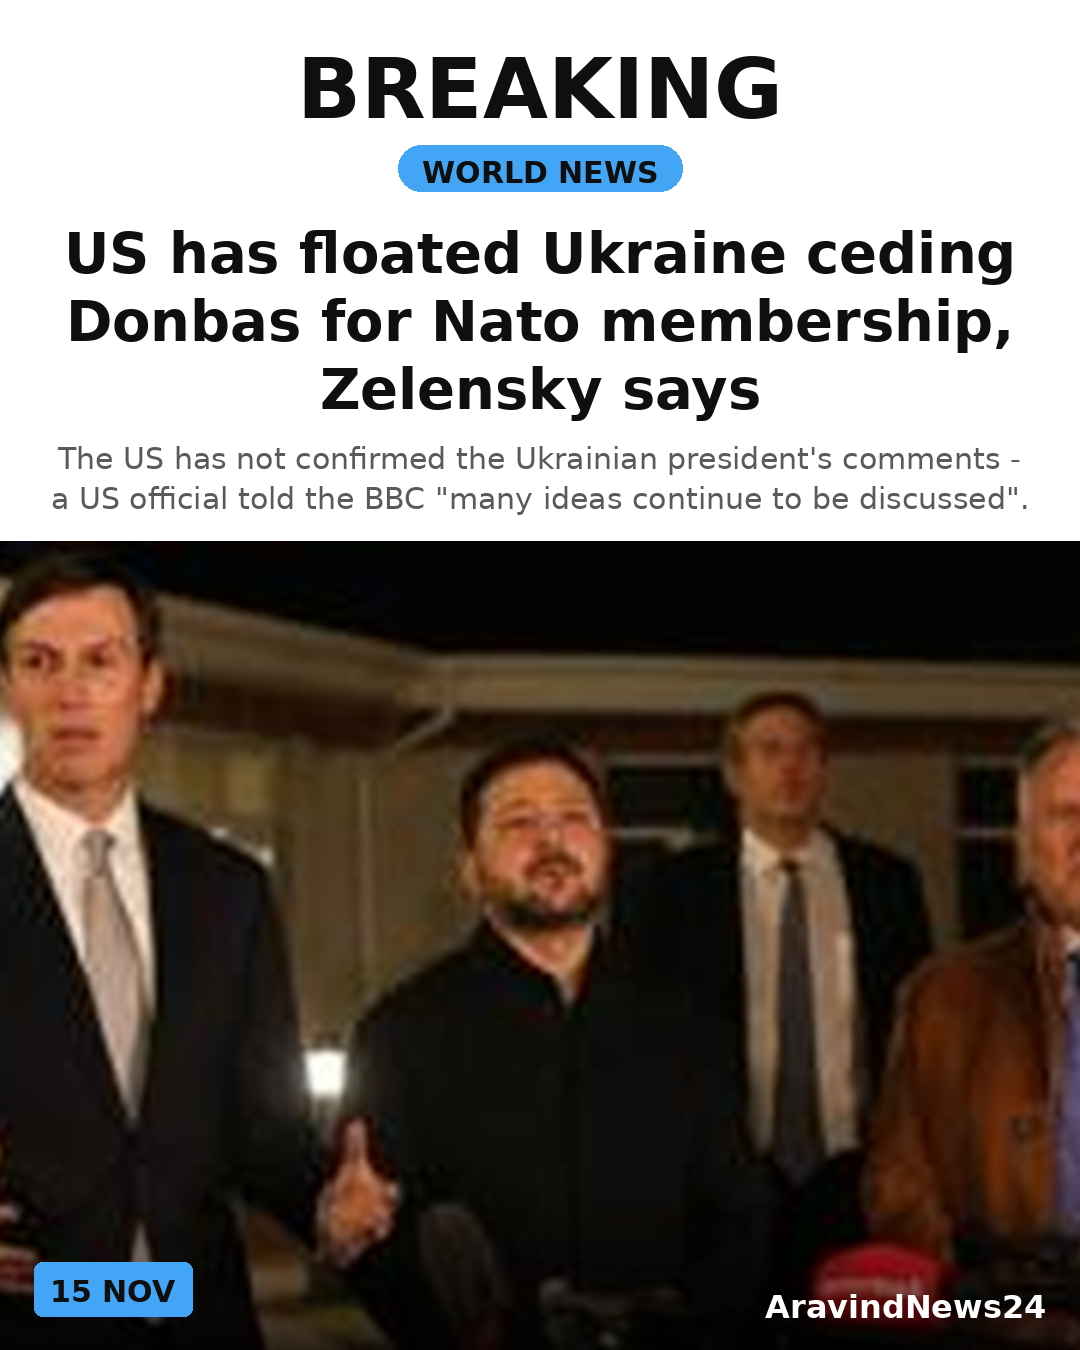 BREAKING
WORLD NEWS
US has floated Ukraine ceding
Donbas for Nato membership,
Zelensky says
The US has not confirmed the Ukrainian president's comments -
a US official told the BBC "many ideas continue to be discussed".
15 NOV
AravindNews24